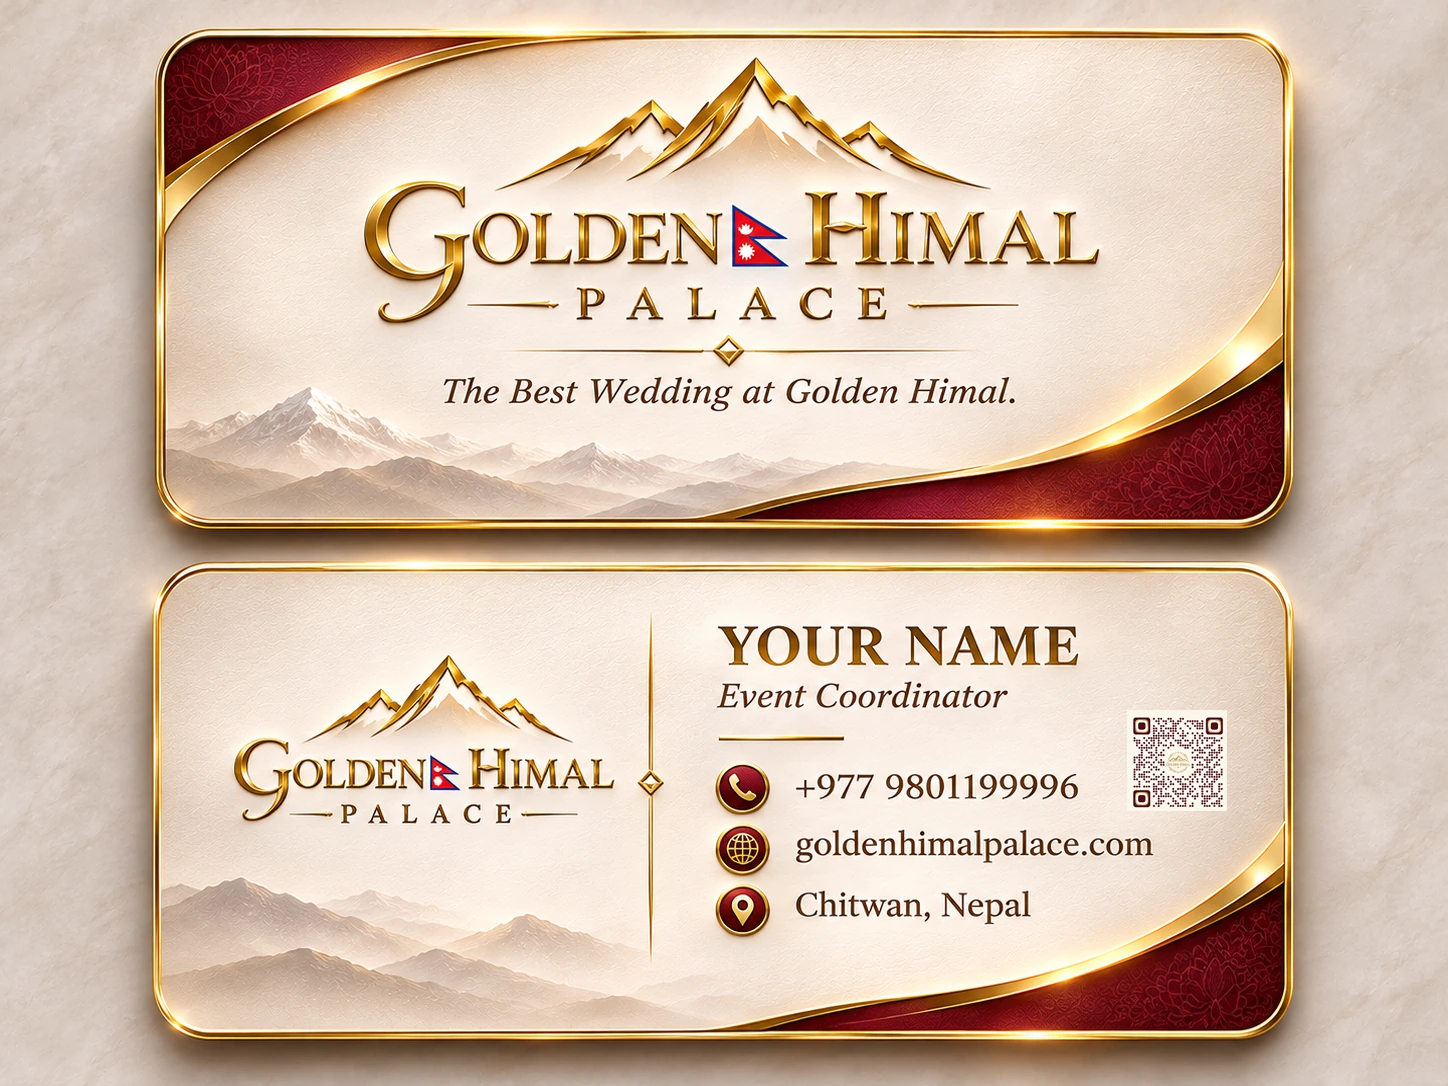 GOLDEN HIMAL
PALACE
The Best Wedding at Golden Himal.
GOLDEN HIMAL
PALACE
YOUR NAME
Event Coordinator
+977 9801199996
goldenhimalpalace.com
Chitwan, Nepal